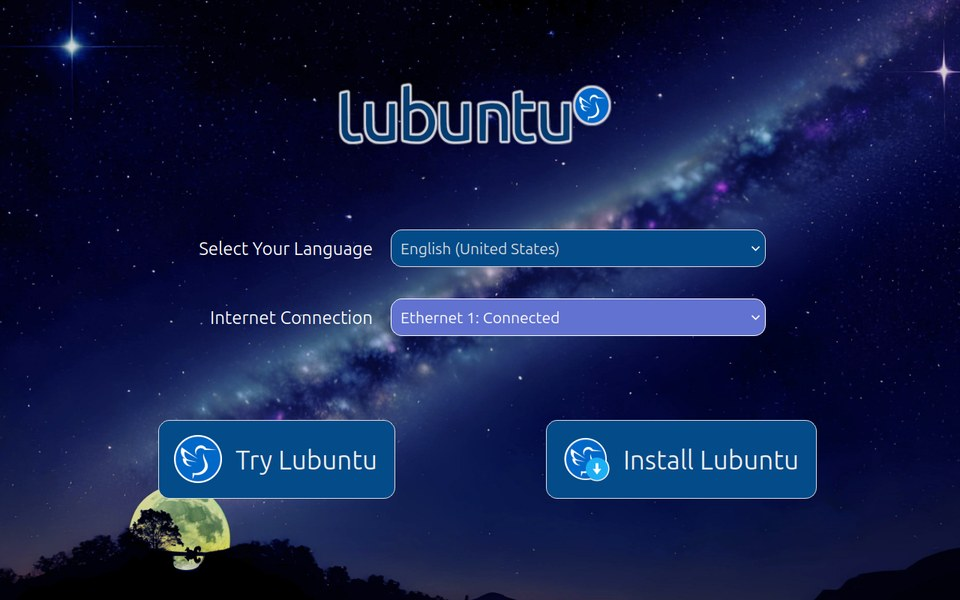 lubuntu
Select Your Language
English (United States)
Internet Connection
Ethernet 1: Connected
Try Lubuntu
Install Lubuntu